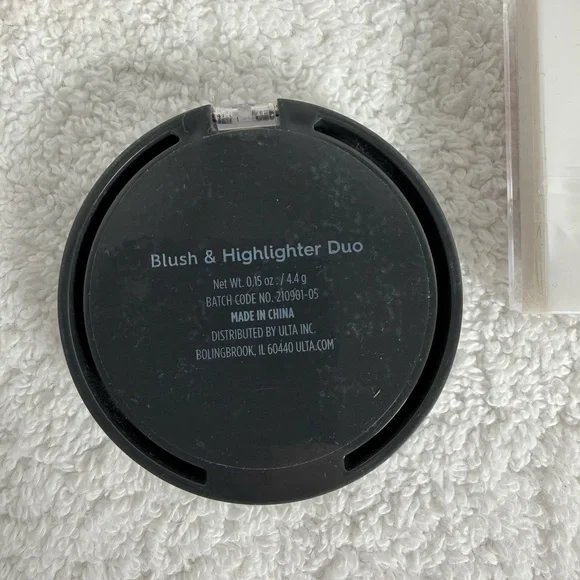 Blush & Highlighter Duo
Net Wt. 0.15 oz : / 4.4 g
BATCH CODE NO. 210901-05
MADE IN CHINA
DISTRIBUTED BY ULTA INC.
BOLINGBROOK, IL 60440 ULTA.COM